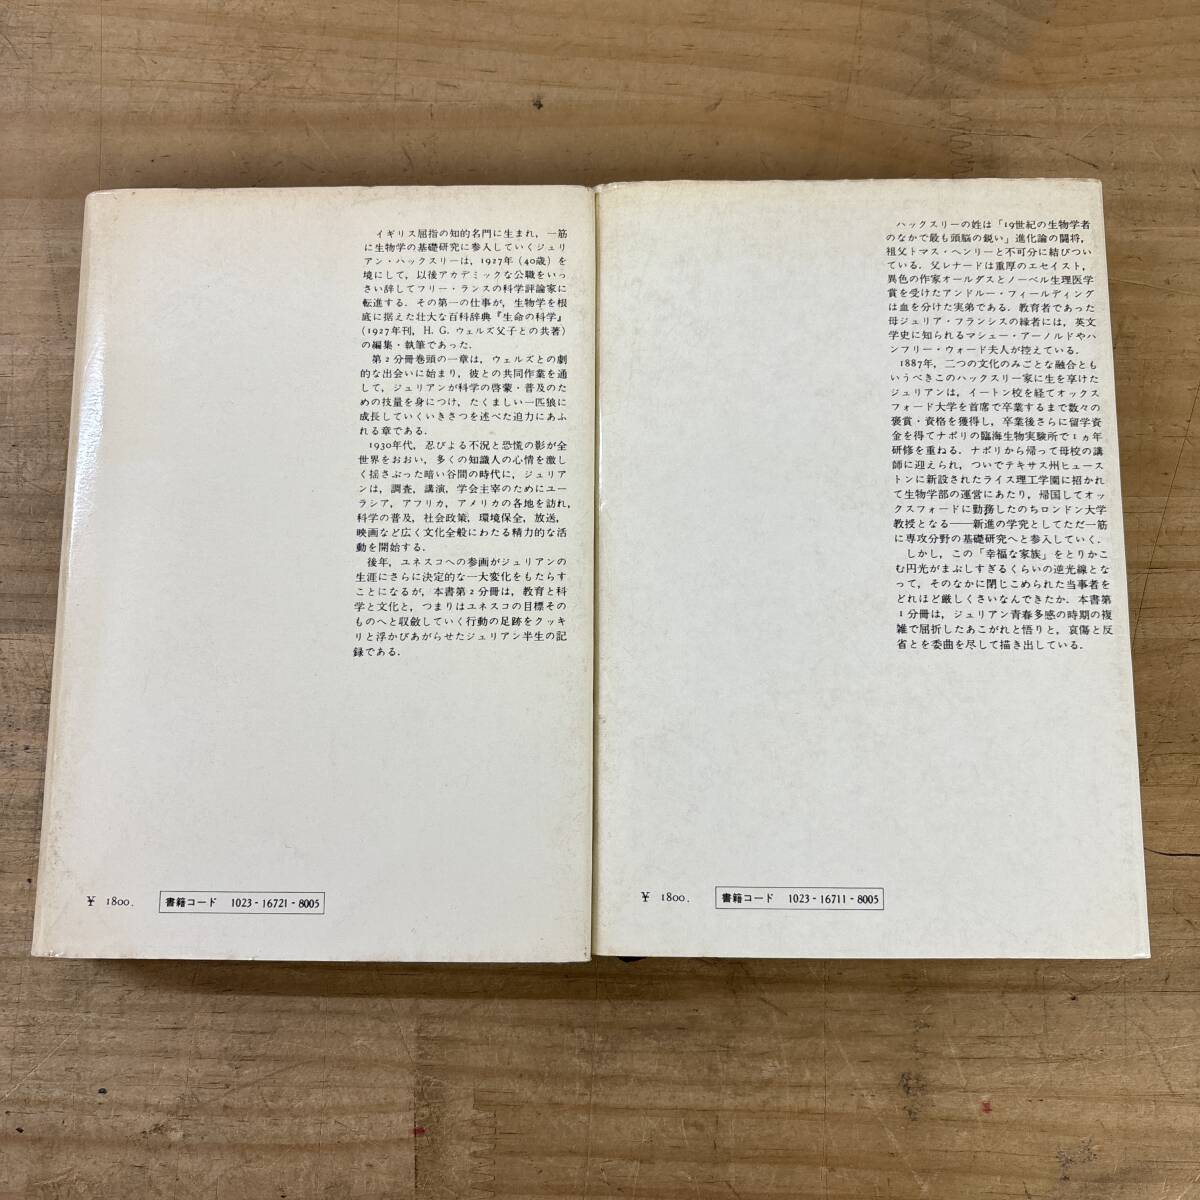 イギリス屈指の知的名門に生まれ，一筋
に生物学の基礎研究に参入していくジュリ
アン・ハックスリーは，1927年（40歳）を
境にして，以後アカデミックな公職をいっ
さい辞してフリー・ランスの科学評論家に
転進する．その第一の仕事が，生物学を根
底に据えた壮大な百科辞典『生命の科学』
（1927年刊，H. G. ウェルズ父子との共著）
の編集・執筆であった．
第2分冊巻頭の一章は，ウェルズとの劇
的な出会いに始まり，彼との共同作業を通
して，ジュリアンが科学の啓蒙・普及のた
めの技量を身につけ，たくましい一匹狼に
成長していくいきさつを述べた迫力にあふ
れる章である．
1930年代，忍びよる不況と恐慌の影が全
世界をおおい，多くの知識人の心情を激し
く揺さぶった暗い谷間の時代に，ジュリア
ンは，調査，講演，学会主宰のためにユー
ラシア，アフリカ，アメリカの各地を訪れ，
科学の普及，社会政策，環境保全，放送，
映画など広く文化全般にわたる精力的な活
動を開始する．
後年，ユネスコへの参画がジュリアンの
生涯にさらに決定的な一大変化をもたらす
ことになるが，本書第2分冊は，教育と科
学と文化と，つまりはユネスコの目標その
ものへと収斂していく行動の足跡をクッキ
リと浮かびあがらせたジュリアン半生の記
録である．
¥ 1800.
書籍コード 1023-16721-8005
ハックスリーの姓は「19世紀の生物学者
のなかで最も頭脳の鋭い」進化論の闘将，
祖父トマス・ヘンリーと不可分に結びつい
ている．父レナードは重厚のエセイスト，
異色の作家オールダスとノーベル生理医学
賞を受けたアンドルー・フィールディング
は血を分けた実弟である．教育者であった
母ジュリア・フランシスの縁者には，英文
学史に知られるマシュー・アーノルドやハ
ンフリー・ウォード夫人が控えている．
1887年，二つの文化のみごとな融合とも
いうべきこのハックスリー家に生を享けた
ジュリアンは，イートン校を経てオックス
フォード大学を首席で卒業するまで数々の
褒賞・資格を獲得し，卒業後さらに留学資
金を得てナポリの臨海生物実験所で1ヵ年
研修を重ねる．ナポリから帰って母校の講
師に迎えられ，ついでテキサス州ヒュース
トンに新設されたライス理工学園に招かれ
て生物学部の運営にあたり，帰国してオッ
クスフォードに勤務したのちロンドン大学
教授となる――新進の学究としてただ一筋
に専攻分野の基礎研究へと参入していく．
しかし，この「幸福な家族」をとりかこ
む円光がまぶしすぎるくらいの逆光線とな
って，そのなかに閉じこめられた当事者を
どれほど厳しくさいなんできたか．本書第
1分冊は，ジュリアン青春多感の時期の複
雑で屈折したあこがれと悟りと，哀傷と反
省とを委曲を尽して描き出している．
¥ 1800.
書籍コード 1023-16711-8005